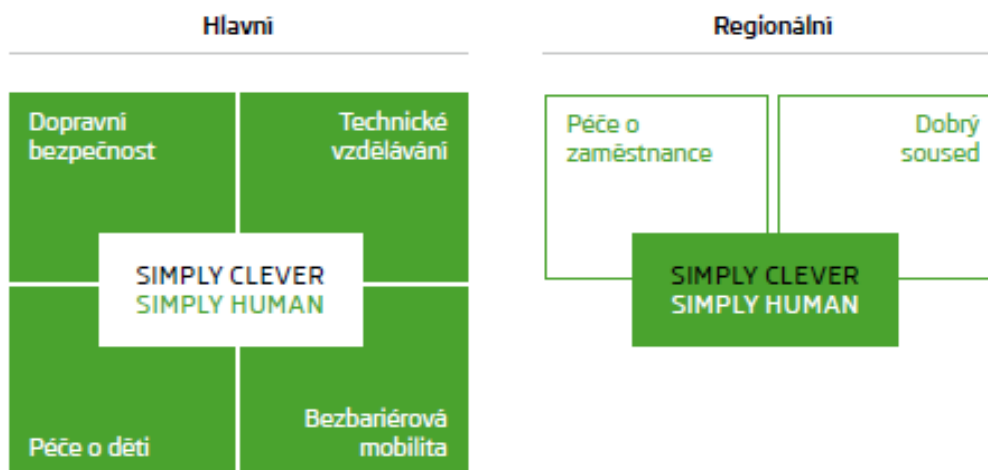 Hlavní
Dopravní
bezpečnost
Technické
vzdělávání
SIMPLY CLEVER
SIMPLY HUMAN
Péče o děti
Bezbariérová
mobilita
Regionální
Péče o
zaměstnance
Dobrý
soused
SIMPLY CLEVER
SIMPLY HUMAN